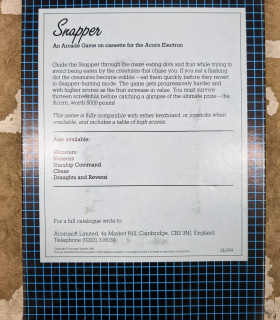 Snapper
An Arcade Game on cassette for the Acorn Electron
Guide the Snapper through the maze eating dots and fruit while trying to
avoid being eaten by the creatures that chase you. If you eat a flashing
dot the creatures become edible – eat them quickly before they revert
to Snapper-hunting mode. The game gets progressively harder and
with higher scores as the fruit increase in value. You must survive
thirteen screenfuls before catching a glimpse of the ultimate prize – the
Acorn, worth 5000 points!
This game is fully compatible with either keyboard, or joysticks when
available, and includes a table of high scores.
Also available:
Monsters
Meteors
Starship Command
Chess
Draughts and Reversi
For a full catalogue write to:
Acornsoft Limited, 4a Market Hill, Cambridge, CB2 3NJ, England.
Telephone (0223) 316039